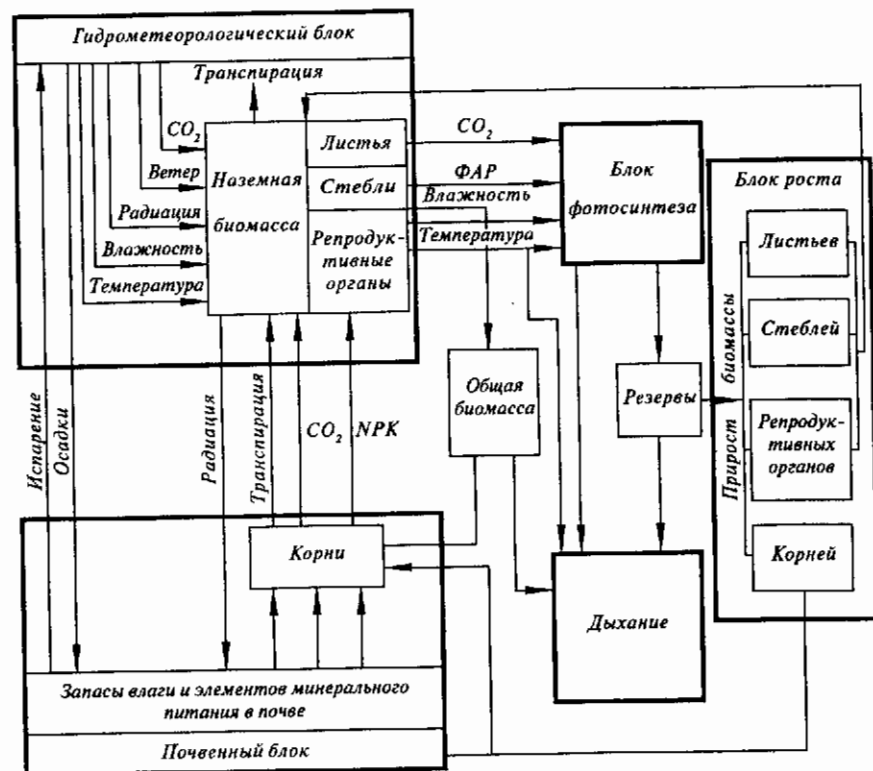 Гидрометеорологический блок
Транспирация
CO2
Ветер
Радиация
Влажность
Температура
Наземная
биомасса
Листья
Стебли
Репродук-
тивные
органы
CO2
ФАР
Влажность
Температура
Блок
фотосинтеза
Блок роста
Листьев
Стеблей
Репродук-
тивных
органов
Корней
Прирост биомассы
Резервы
Общая
биомасса
Дыхание
Испарение
Осадки
Радиация
Транспирация
CO2
NPK
Корни
Запасы влаги и элементов минерального
питания в почве
Почвенный блок